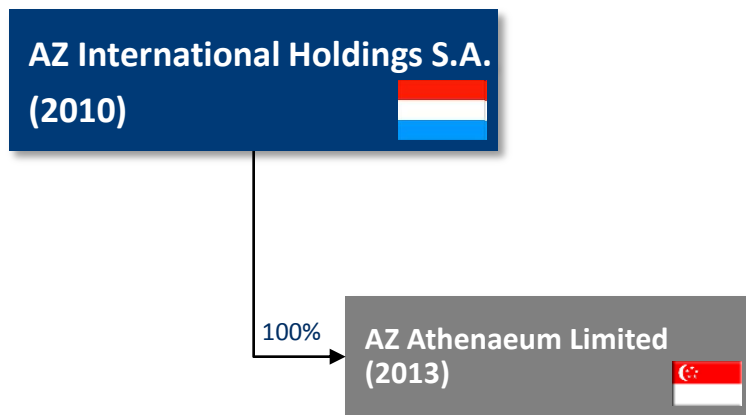 AZ International Holdings S.A.
(2010)
100%
AZ Athenaeum Limited
(2013)